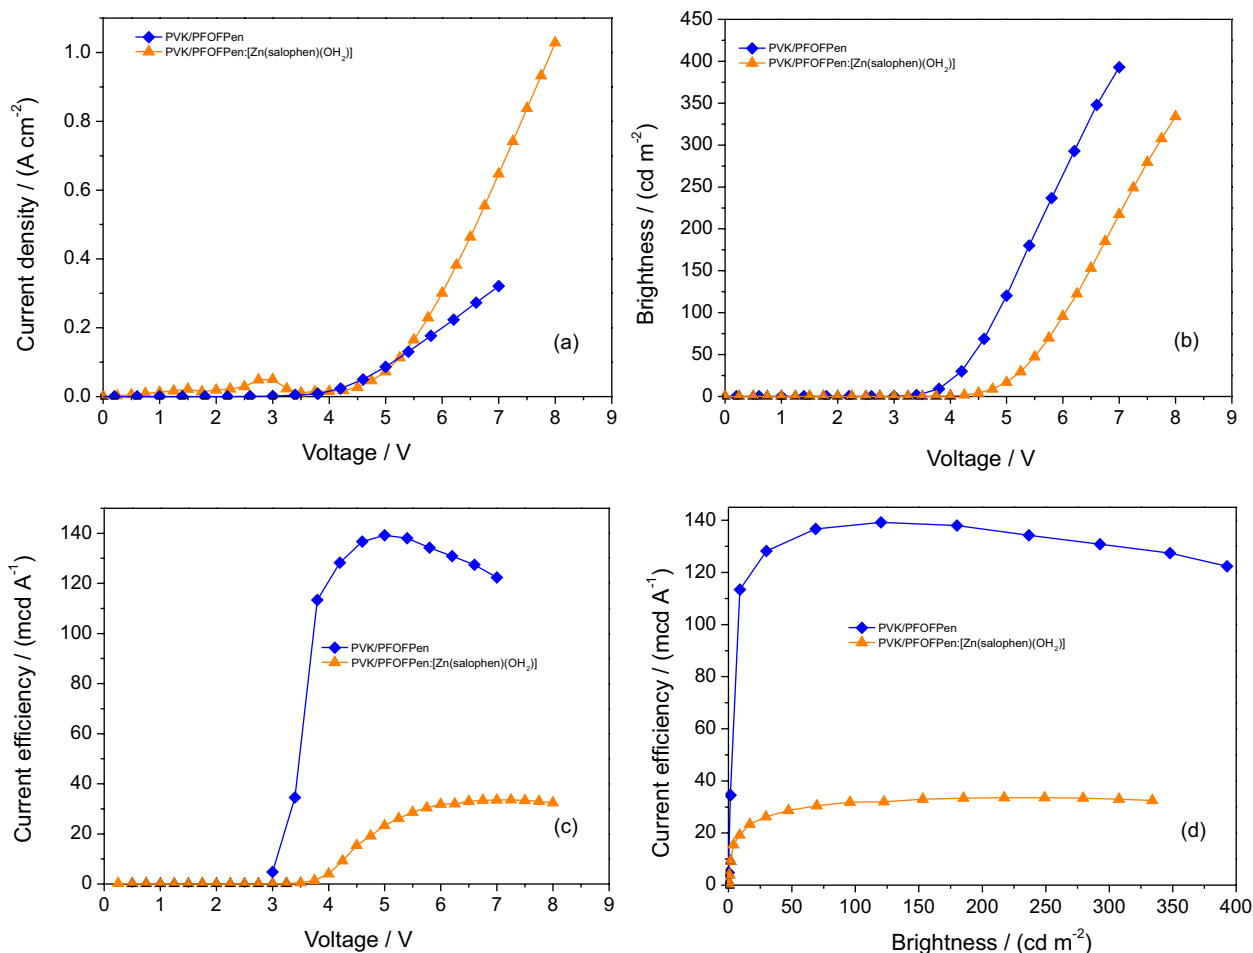 PVK/PFOFPen
PVK/PFOFPen:[Zn(salophen)(OH₂)]
Current density / (A cm⁻²)
1.0
0.8
0.6
0.4
0.2
0.0
(a)
0 1 2 3 4 5 6 7 8 9
Voltage / V
PVK/PFOFPen
PVK/PFOFPen:[Zn(salophen)(OH₂)]
Brightness / (cd m⁻²)
450
400
350
300
250
200
150
100
50
0
(b)
0 1 2 3 4 5 6 7 8 9
Voltage / V
Current efficiency / (mcd A⁻¹)
140
120
100
80
60
40
20
0
PVK/PFOFPen
PVK/PFOFPen:[Zn(salophen)(OH₂)]
(c)
0 1 2 3 4 5 6 7 8 9
Voltage / V
Current efficiency / (mcd A⁻¹)
140
120
100
80
60
40
20
0
PVK/PFOFPen
PVK/PFOFPen:[Zn(salophen)(OH₂)]
(d)
0 50 100 150 200 250 300 350 400
Brightness / (cd m⁻²)